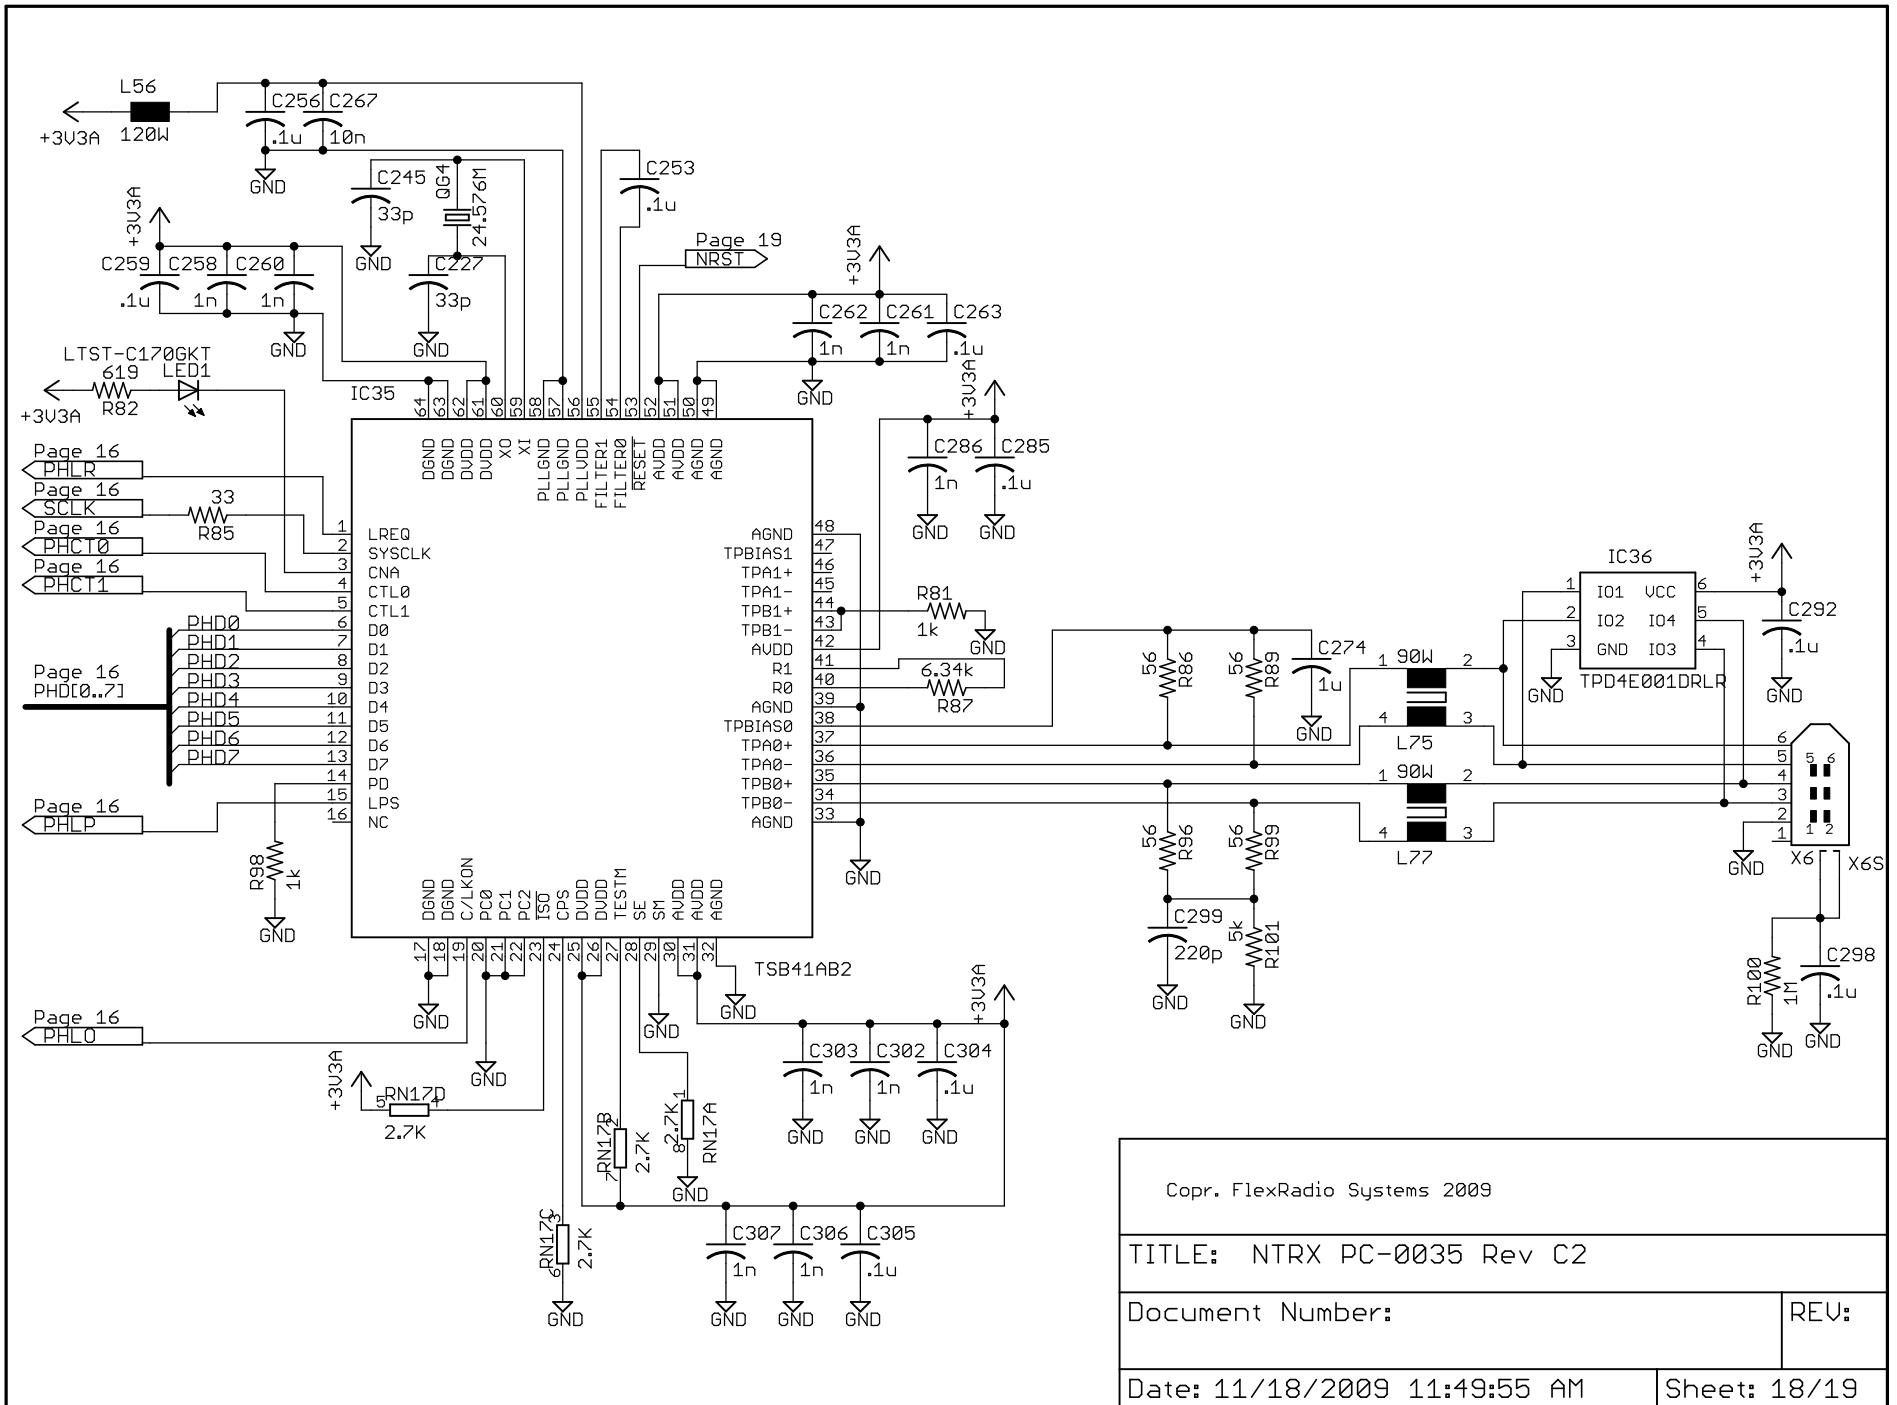 L56
120W
+3V3A
C256
.1u
C267
10n
GND
C245
33p
GND
QG4
24.576M
C227
33p
GND
C253
.1u
Page 19
NRST
+3V3A
C259
.1u
C258
1n
C260
1n
GND
+3V3A
C262
1n
C261
1n
C263
.1u
GND
+3V3A
C286
1n
C285
.1u
GND
GND
LTST-C170GKT
619
LED1
R82
+3V3A
IC35
64
63
62
61
60
59
58
57
56
55
54
53
52
51
50
49
DGND
DGND
DVDD
DVDD
XO
XI
PLLGND
PLLGND
PLLVDD
FILTER1
FILTER0
RESET
AVDD
AVDD
AGND
AGND
Page 16
PHLR
Page 16
SCLK
33
R85
Page 16
PHCT0
Page 16
PHCT1
PHD0
PHD1
PHD2
PHD3
PHD4
PHD5
PHD6
PHD7
Page 16
PHD[0..7]
Page 16
PHLP
R98
1k
GND
1 LREQ
2 SYSCLK
3 CNA
4 CTL0
5 CTL1
6 D0
7 D1
8 D2
9 D3
10 D4
11 D5
12 D6
13 D7
14 PD
15 LPS
16 NC
AGND 48
TPBIAS1 47
TPA1+ 46
TPA1- 45
TPB1+ 44
TPB1- 43
AVDD 42
R1 41
R0 40
AGND 39
TPBIAS0 38
TPA0+ 37
TPA0- 36
TPB0+ 35
TPB0- 34
AGND 33
R81
1k
GND
6.34k
R87
GND
DGND
DGND
C/LKON
PC0
PC1
PC2
ISO
CPS
DVDD
DVDD
TESTM
SE
SM
AVDD
AVDD
AGND
17
18
19
20
21
22
23
24
25
26
27
28
29
30
31
32
TSB41AB2
GND
GND
GND
GND
Page 16
PHLO
+3V3A
5 RN17D 4
2.7K
RN17B
2
7
2.7K
2.7K
1
8
RN17A
GND
RN17C
3
6
2.7K
GND
+3V3A
C303
1n
C302
1n
C304
.1u
GND
GND
GND
C307
1n
C306
1n
C305
.1u
GND
GND
GND
56
R86
56
R89
C274
1u
GND
1 90W 2
4 3
L75
1 90W 2
4 3
L77
56
R96
56
R99
C299
220p
GND
5k
R101
GND
IC36
1 IO1 VCC 6
2 IO2 IO4 5
3 GND IO3 4
TPD4E001DRLR
GND
+3V3A
C292
.1u
GND
6
5
4
3
2
1
5 6
1 2
GND
X6
X6S
R100
1M
C298
.1u
GND
GND
Copr. FlexRadio Systems 2009
TITLE: NTRX PC-0035 Rev C2
Document Number:
REV:
Date: 11/18/2009 11:49:55 AM
Sheet: 18/19